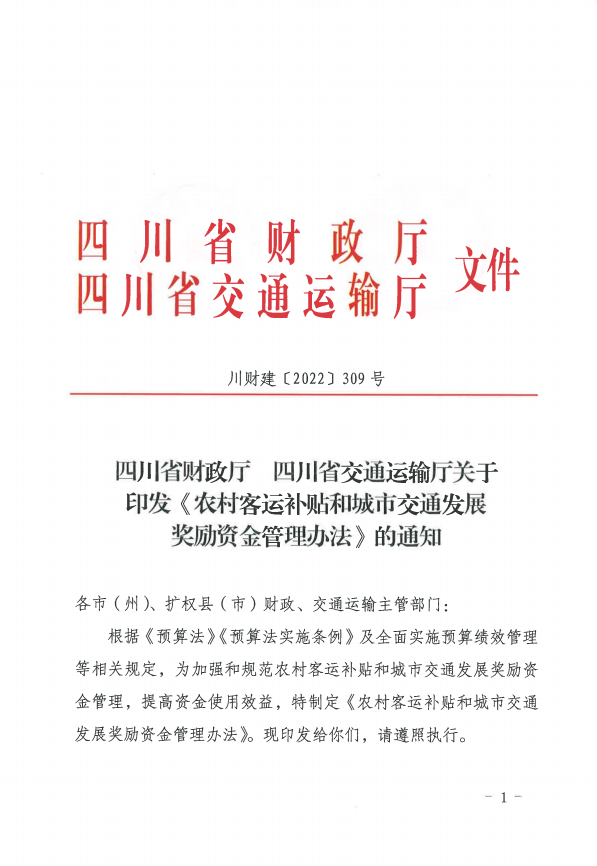 四川省财政厅
四川省交通运输厅
文件
川财建〔2022〕309号
四川省财政厅 四川省交通运输厅关于
印发《农村客运补贴和城市交通发展
奖励资金管理办法》的通知
各市（州）、扩权县（市）财政、交通运输主管部门：
根据《预算法》《预算法实施条例》及全面实施预算绩效管理
等相关规定，为加强和规范农村客运补贴和城市交通发展奖励资
金管理，提高资金使用效益，特制定《农村客运补贴和城市交通
发展奖励资金管理办法》。现印发给你们，请遵照执行。
- 1 -